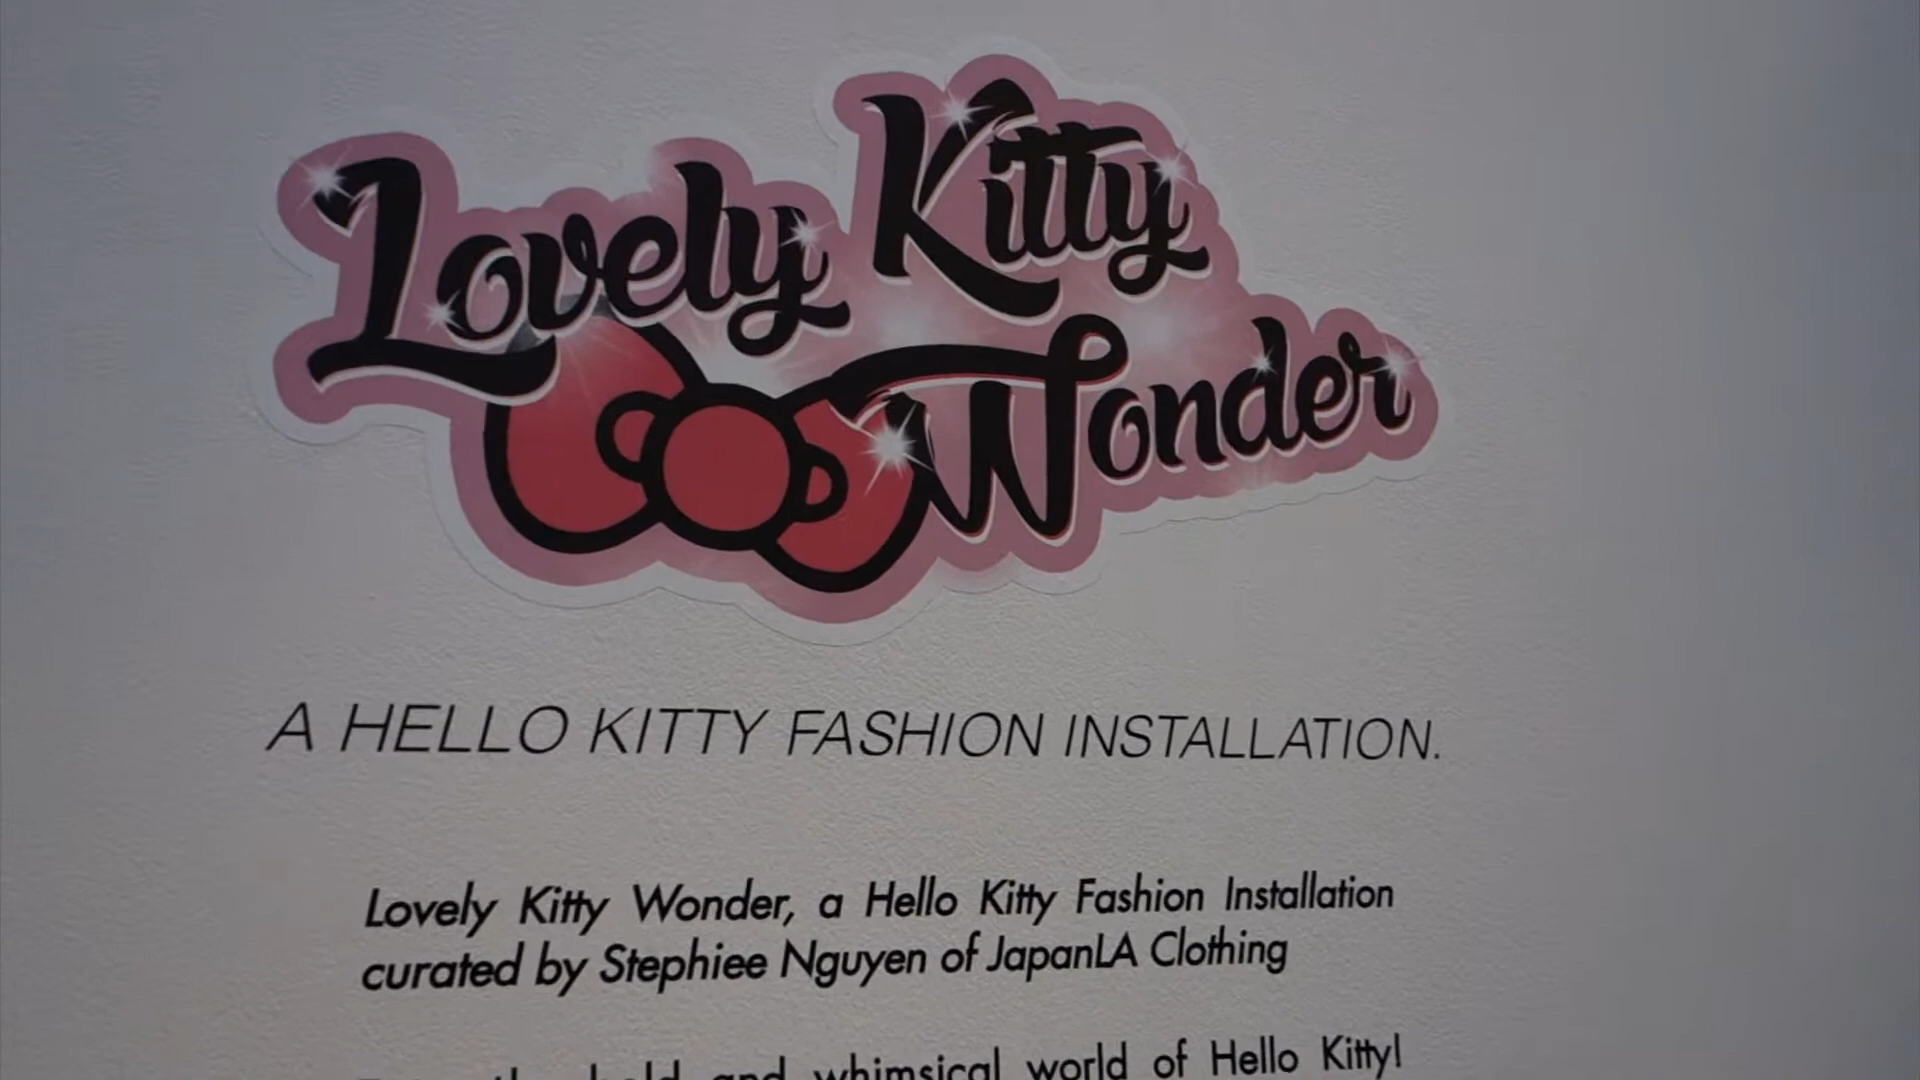 Lovely Kitty
Wonder
A HELLO KITTY FASHION INSTALLATION.
Lovely Kitty Wonder, a Hello Kitty Fashion Installation
curated by Stephiee Nguyen of JapanLA Clothing
and whimsical world of Hello Kitty!